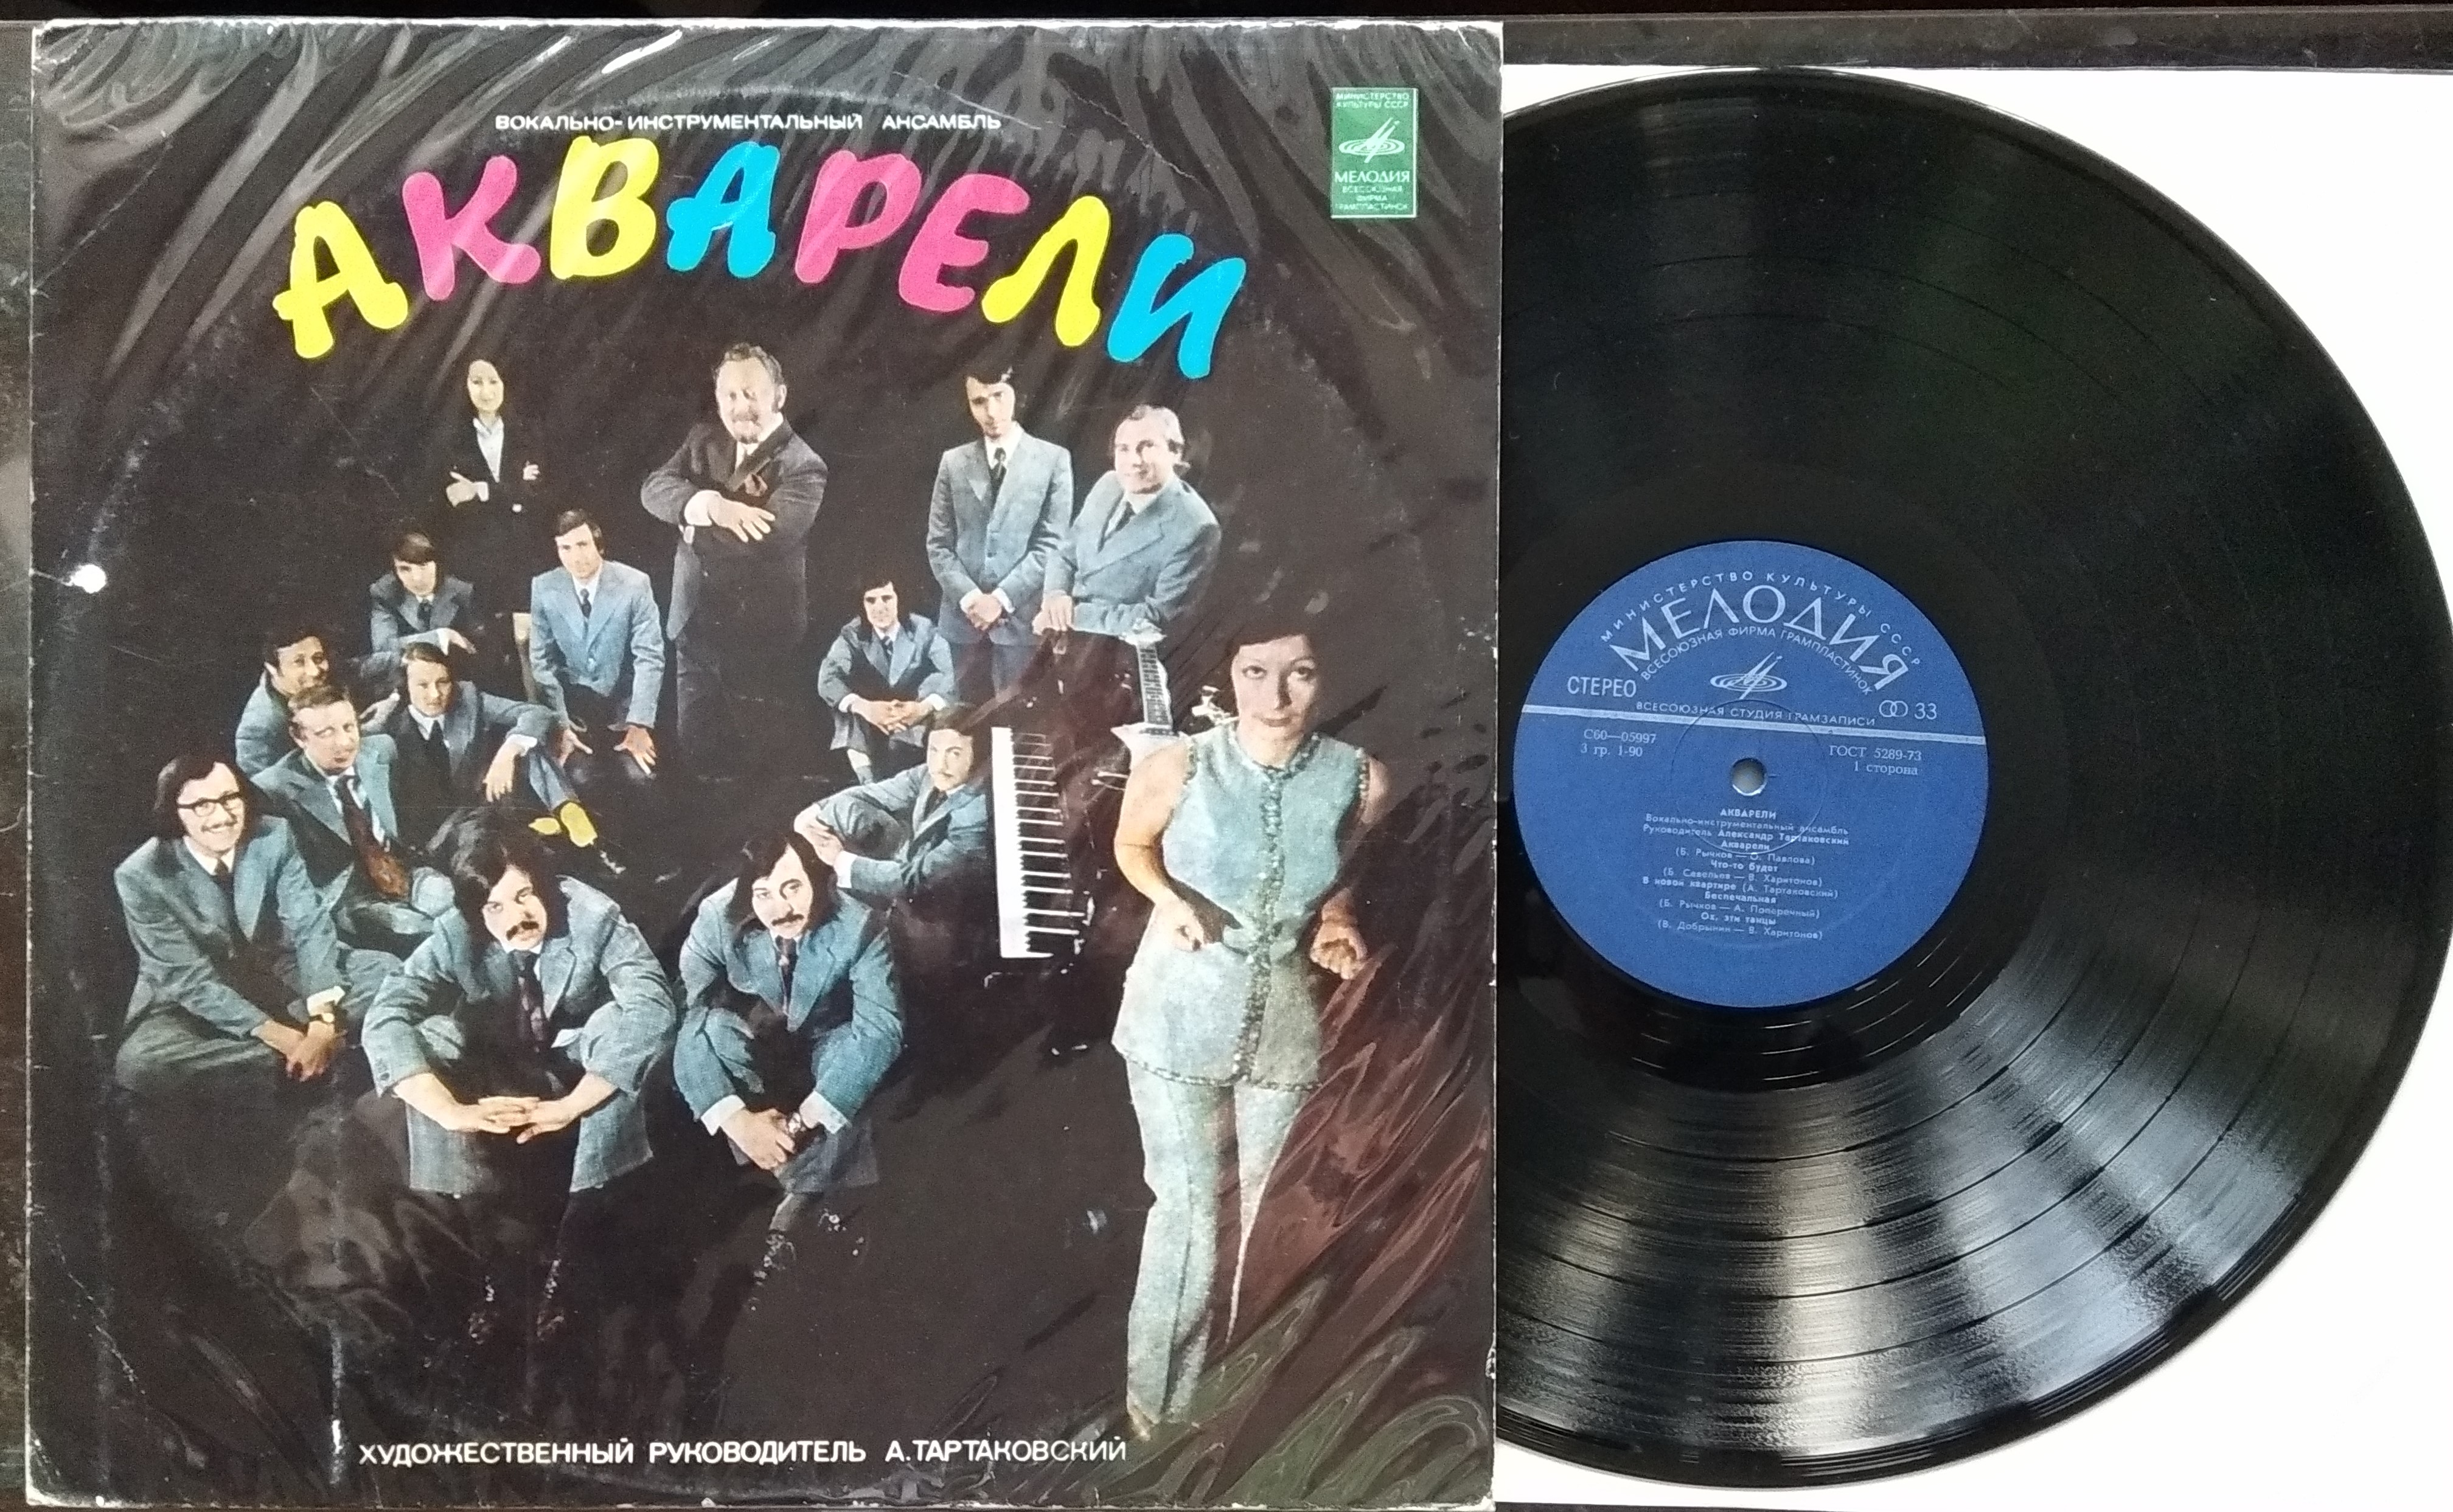 ВОКАЛЬНО-ИНСТРУМЕНТАЛЬНЫЙ АНСАМБЛЬ
АКВАРЕЛИ
МИНИСТЕРСТВО
КУЛЬТУРЫ СССР
МЕЛОДИЯ
ВСЕСОЮЗНАЯ
ФИРМА
ГРАМПЛАСТИНОК
ХУДОЖЕСТВЕННЫЙ РУКОВОДИТЕЛЬ А.ТАРТАКОВСКИЙ
МИНИСТЕРСТВО КУЛЬТУРЫ СССР
МЕЛОДИЯ
ВСЕСОЮЗНАЯ ФИРМА ГРАМПЛАСТИНОК
СТЕРЕО
33
ВСЕСОЮЗНАЯ СТУДИЯ ГРАМЗАПИСИ
С60—05997
3 гр. 1-90
ГОСТ 5289-73
1 сторона
АКВАРЕЛИ
Вокально-инструментальный ансамбль
Руководитель Александр Тартаковский
Акварели
(Б. Рычков — О. Павлова)
Что-то будет
(Б. Савельев — В. Харитонов)
В новой квартире (А. Тартаковский)
Беспечальная
(Б. Рычков — А. Поперечный)
Ох, эти танцы
(В. Добрынин — В. Харитонов)